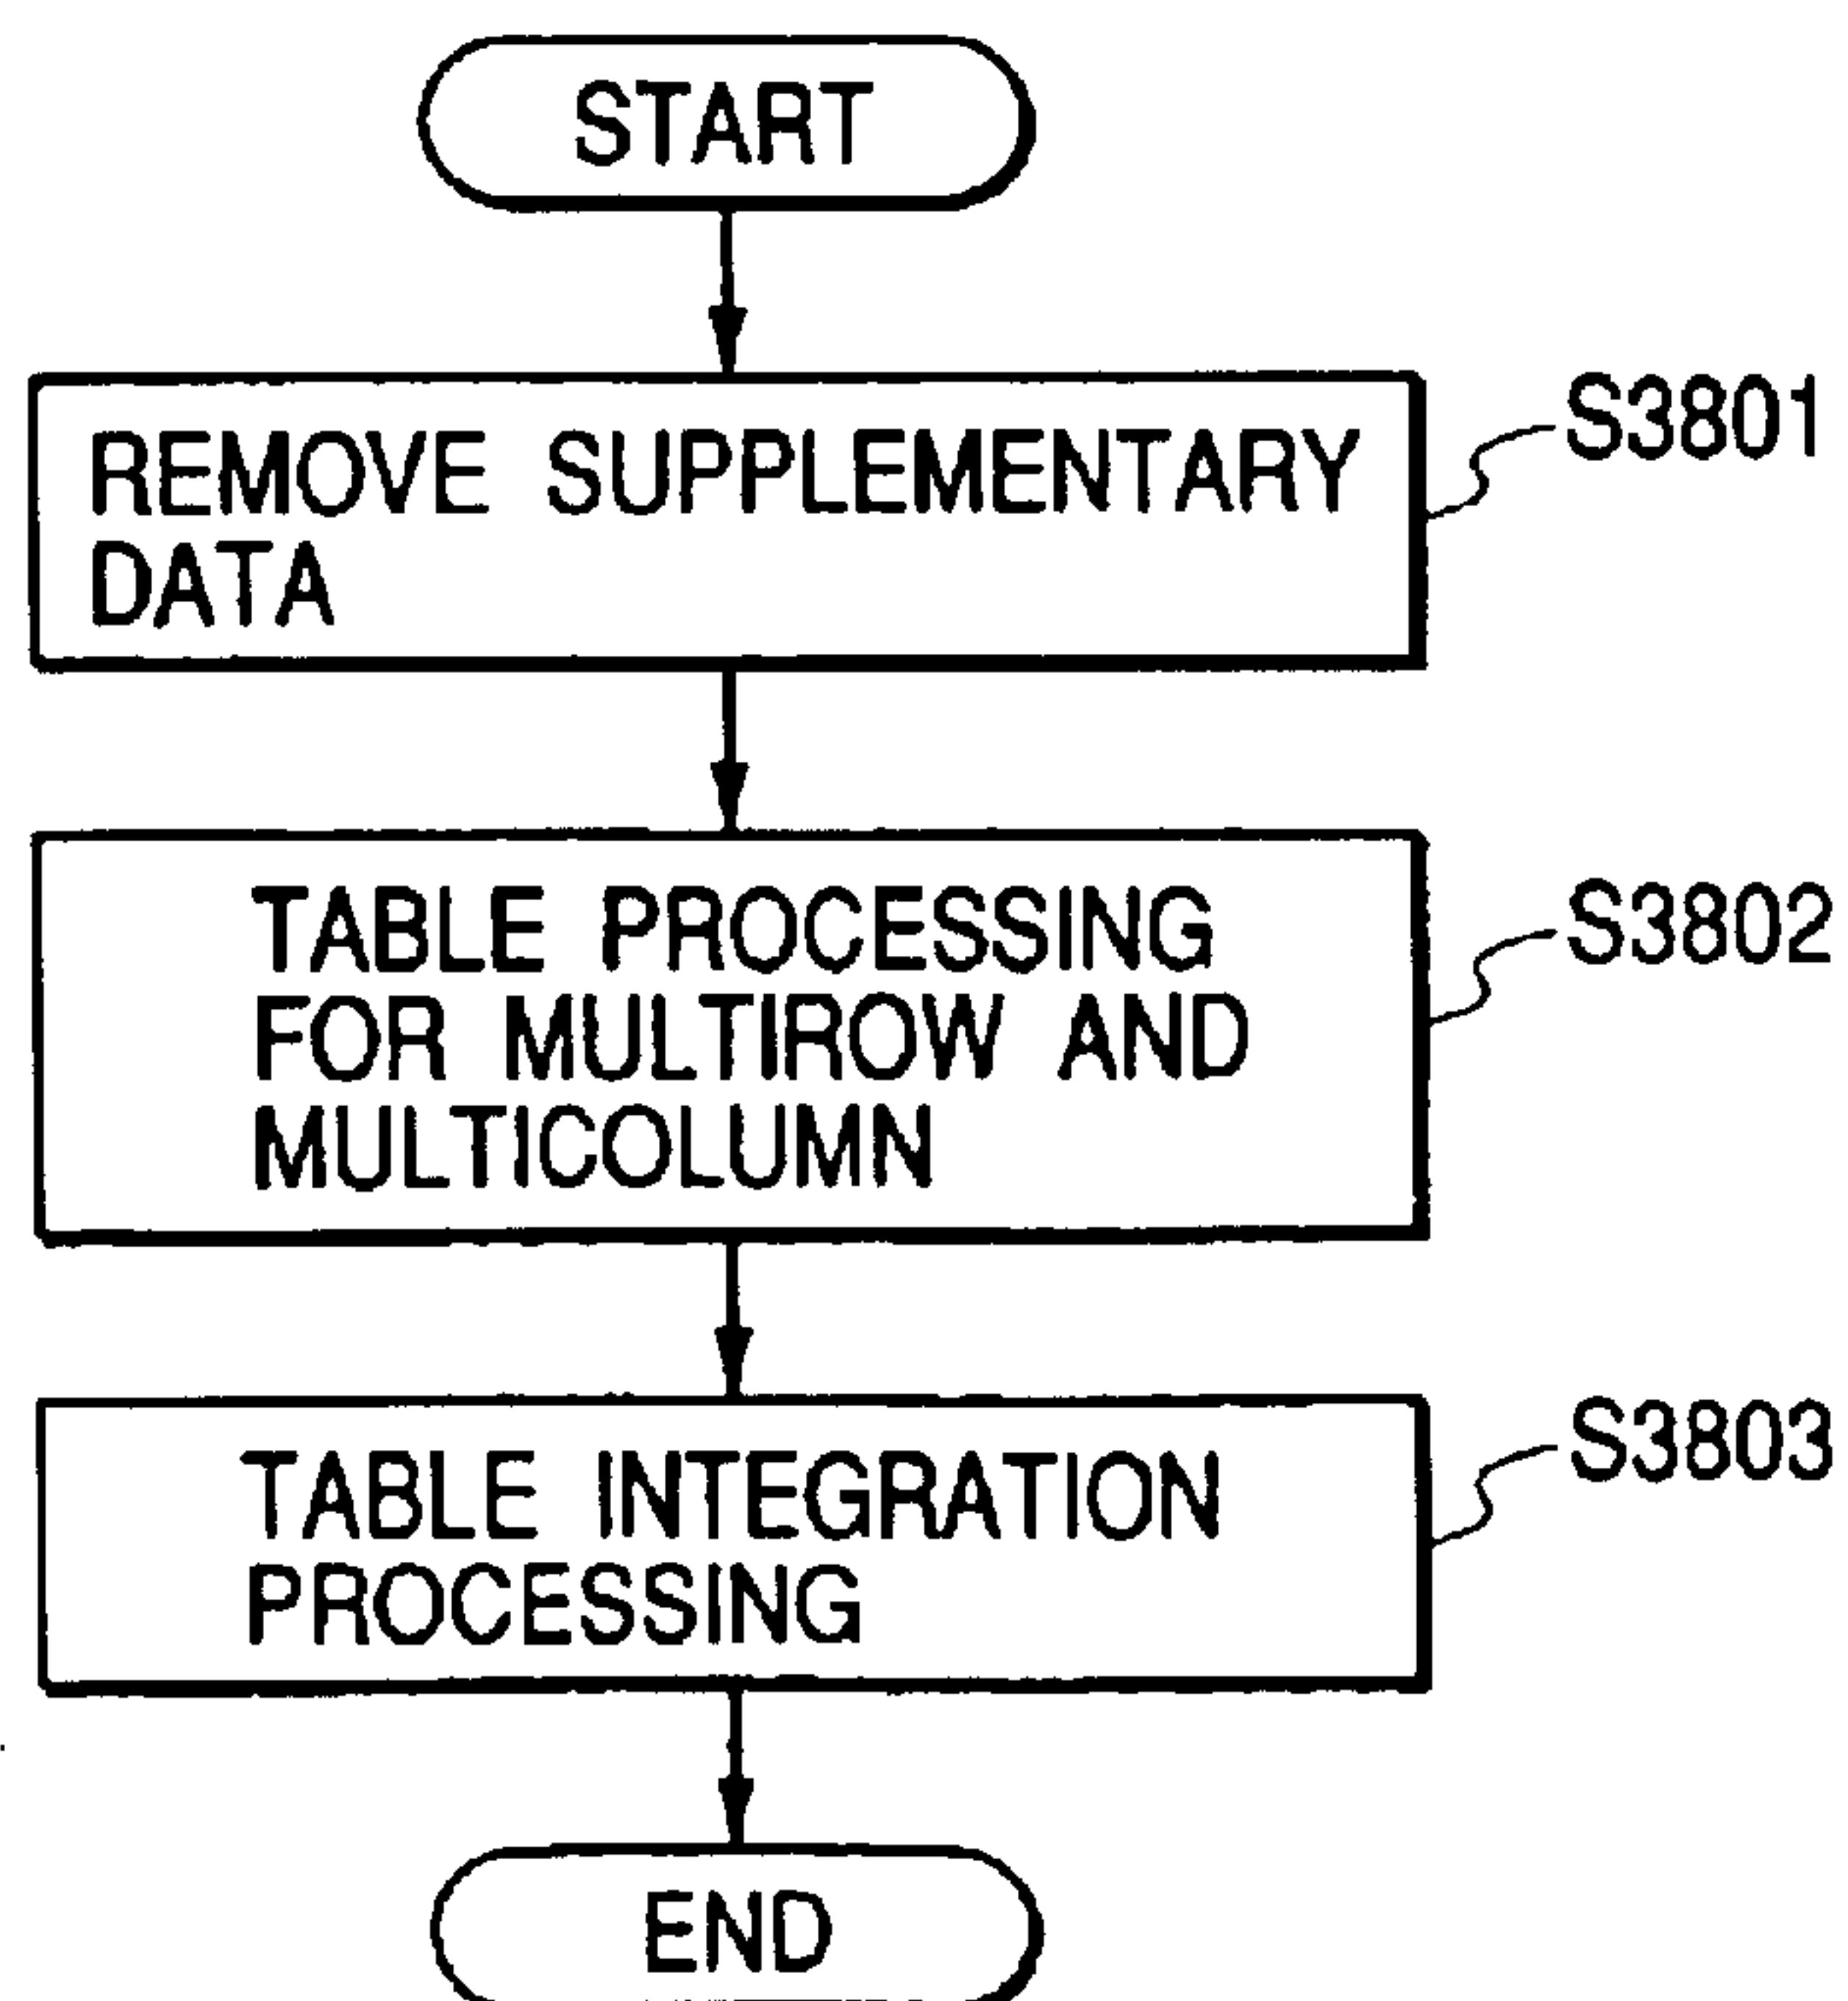 START
S3801
REMOVE SUPPLEMENTARY
DATA
S3802
TABLE PROCESSING
FOR MULTIROW AND
MULTICOLUMN
S3803
TABLE INTEGRATION
PROCESSING
END